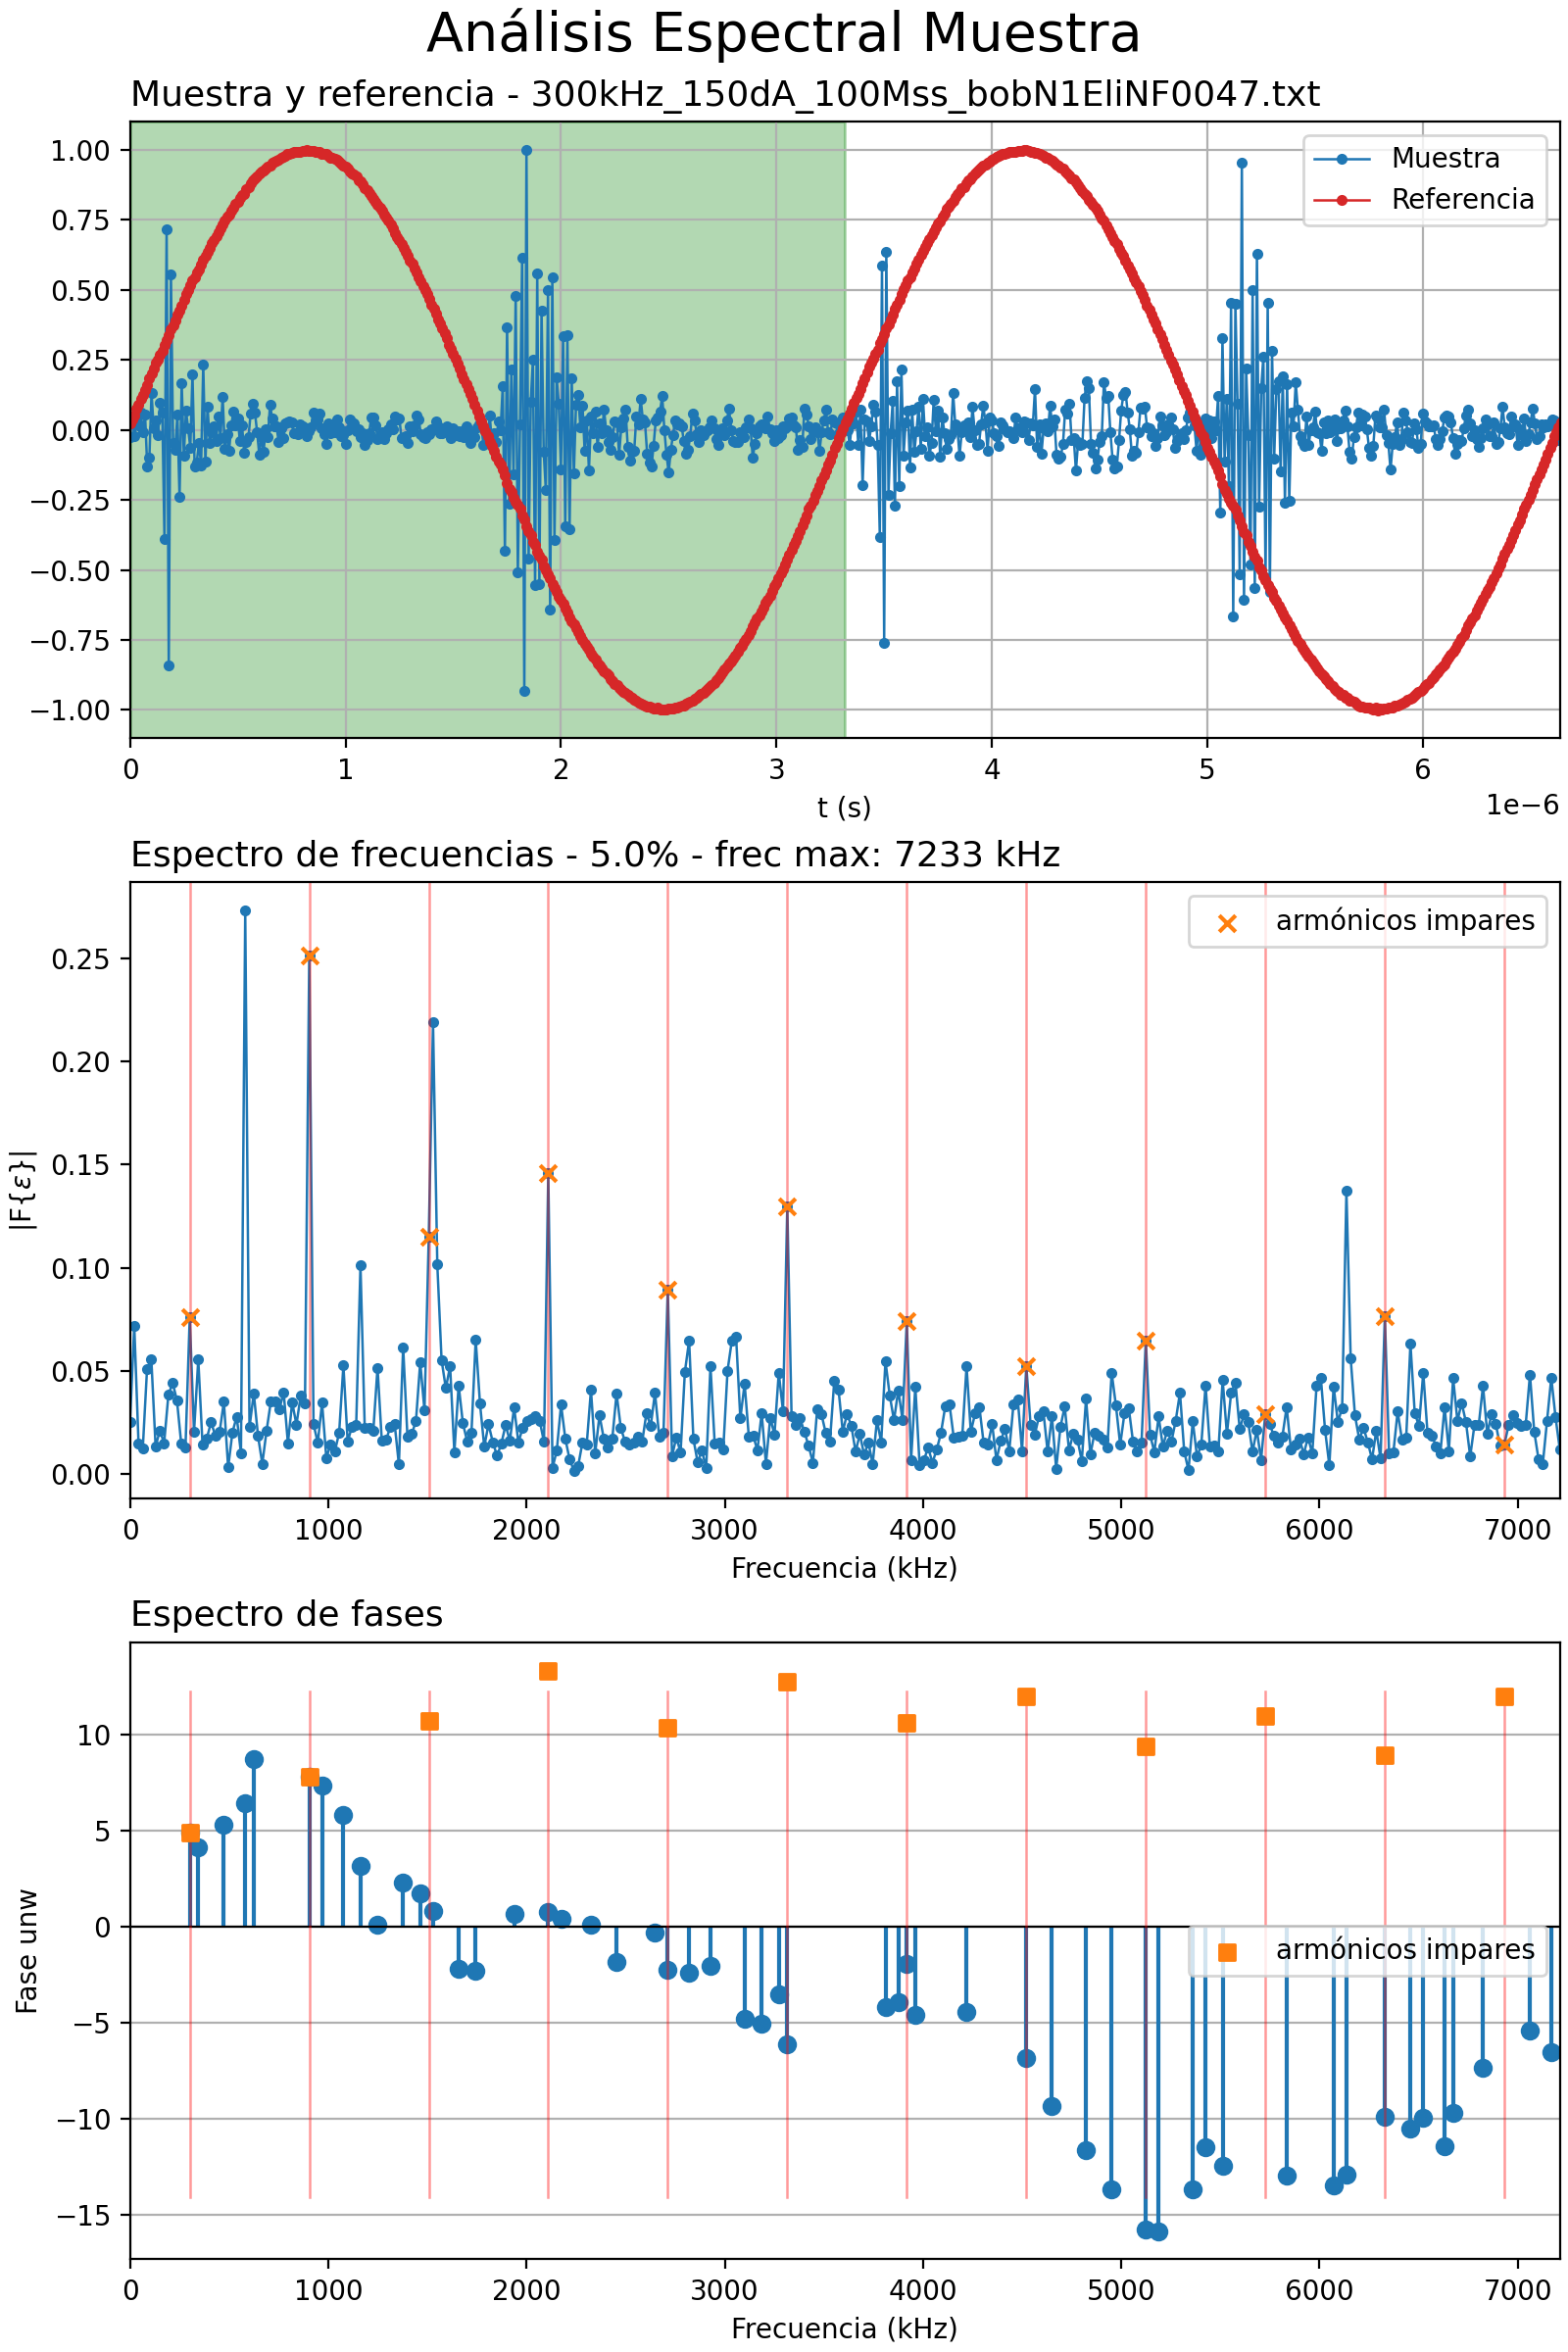 Análisis Espectral Muestra
Muestra y referencia - 300kHz_150dA_100Mss_bobN1EliNF0047.txt
1.00
0.75
0.50
0.25
0.00
−0.25
−0.50
−0.75
−1.00
Muestra
Referencia
0 1 2 3 4 5 6
t (s)
1e−6
Espectro de frecuencias - 5.0% - frec max: 7233 kHz
|F{ε}|
0.25
0.20
0.15
0.10
0.05
0.00
armónicos impares
0 1000 2000 3000 4000 5000 6000 7000
Frecuencia (kHz)
Espectro de fases
Fase unw
10
5
0
−5
−10
−15
armónicos impares
0 1000 2000 3000 4000 5000 6000 7000
Frecuencia (kHz)